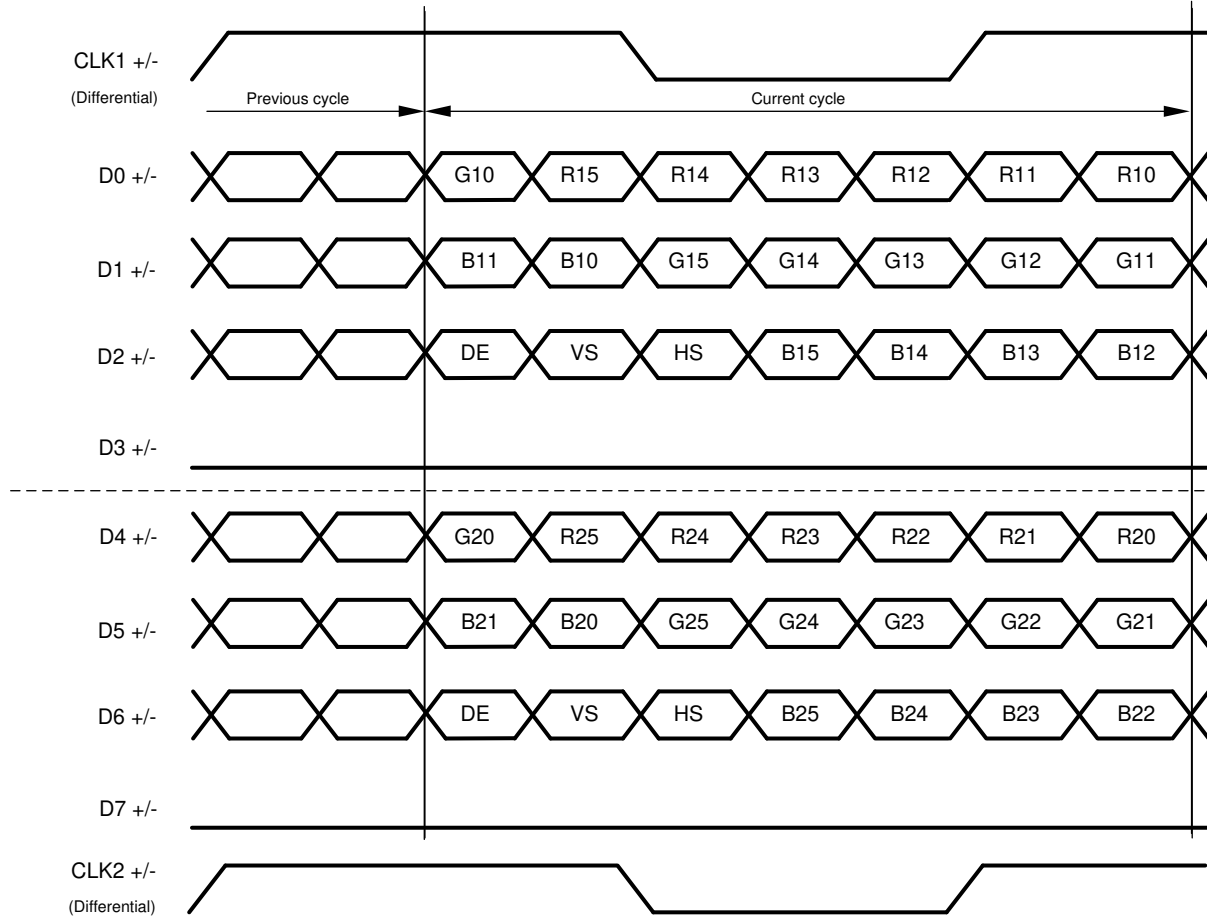 CLK1 +/-
(Differential)
Previous cycle
Current cycle
D0 +/-
G10 R15 R14 R13 R12 R11 R10
D1 +/-
B11 B10 G15 G14 G13 G12 G11
D2 +/-
DE VS HS B15 B14 B13 B12
D3 +/-
D4 +/-
G20 R25 R24 R23 R22 R21 R20
D5 +/-
B21 B20 G25 G24 G23 G22 G21
D6 +/-
DE VS HS B25 B24 B23 B22
D7 +/-
CLK2 +/-
(Differential)